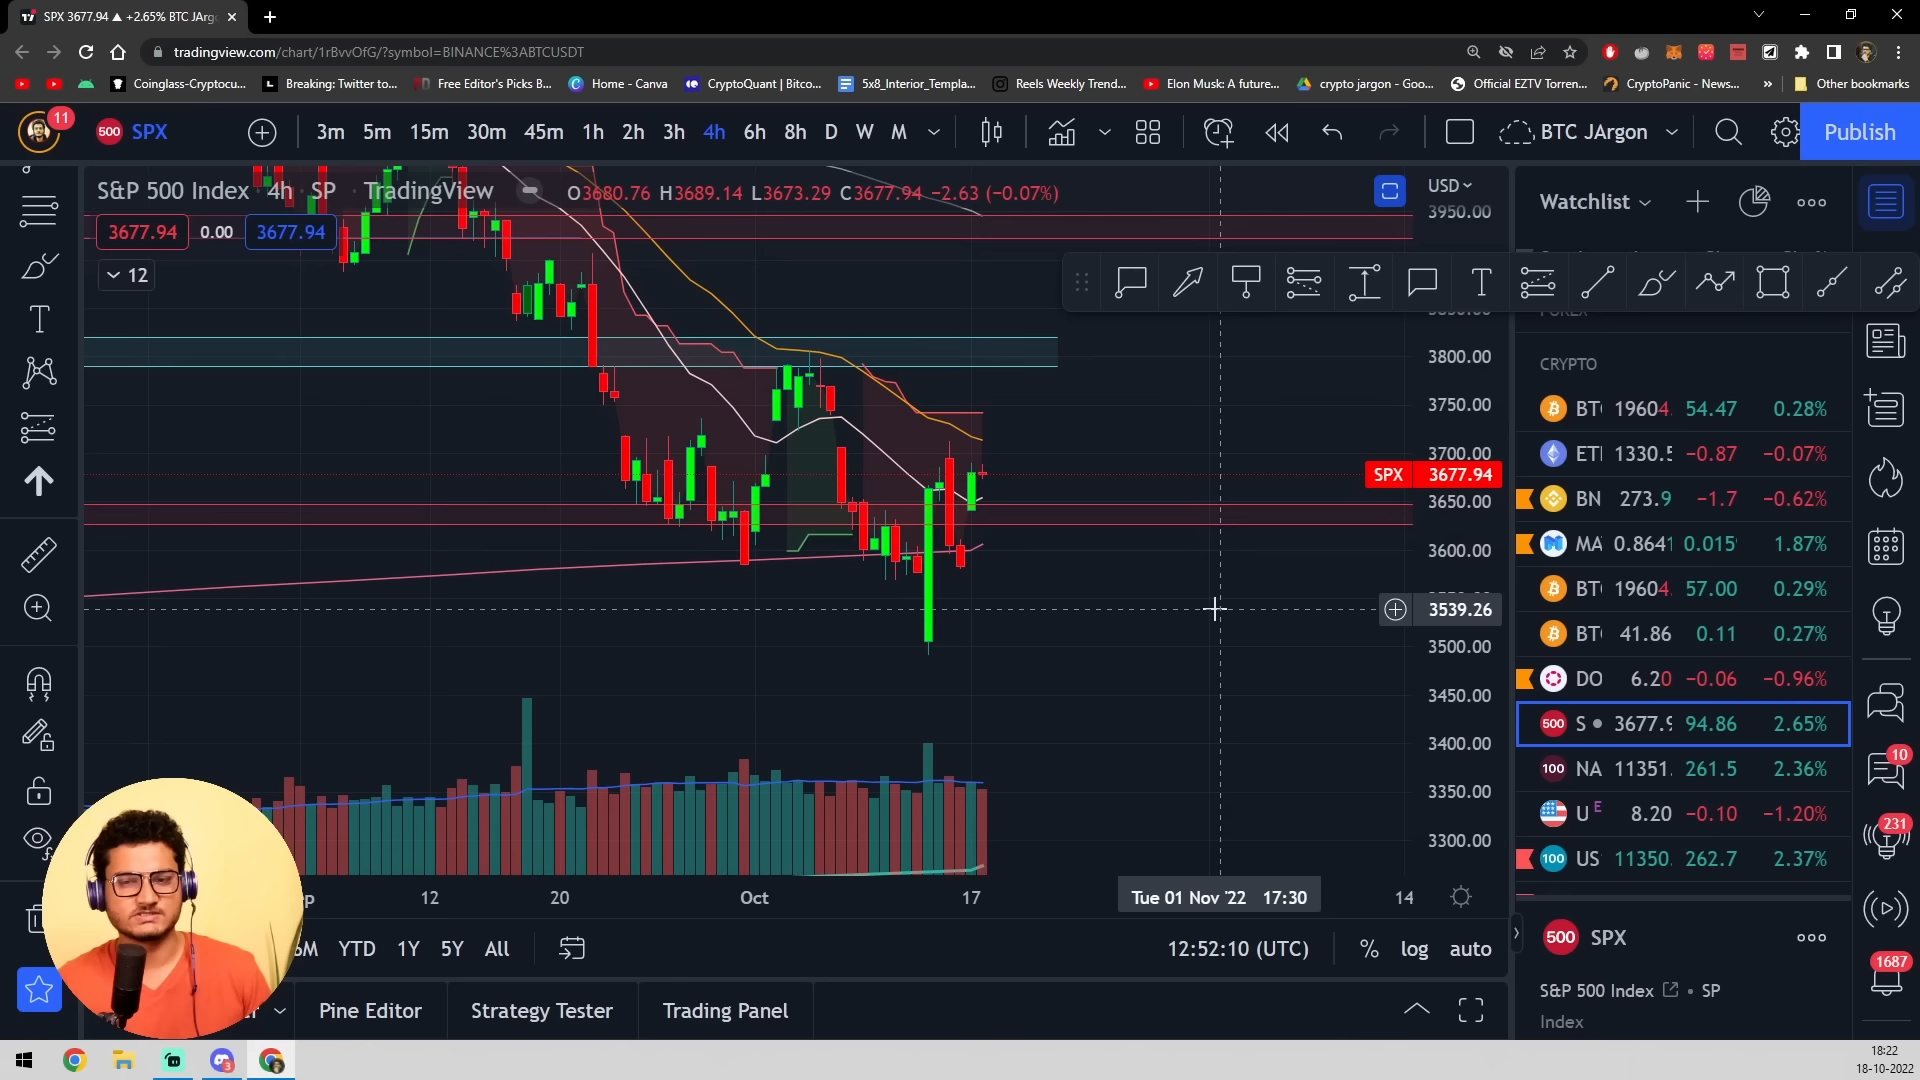 SPX 3677.94 ▲ +2.65% BTC JArg
tradingview.com/chart/1rBvvOfG/?symbol=BINANCE%3ABTCUSDT
Coinglass-Cryptocu... Breaking: Twitter to... Free Editor's Picks B... Home - Canva CryptoQuant | Bitco... 5x8_Interior_Templa... Reels Weekly Trend... Elon Musk: A future... crypto jargon - Goo... Official EZTV Torren... CryptoPanic - News... » Other bookmarks
11 500 SPX 3m 5m 15m 30m 45m 1h 2h 3h 4h 6h 8h D W M BTC JArgon Publish
S&P 500 Index · 4h · SP · TradingView O3680.76 H3689.14 L3673.29 C3677.94 −2.63 (−0.07%)
3677.94 0.00 3677.94
12
USD
3950.00
3800.00
3750.00
3700.00
SPX 3677.94
3650.00
3600.00
3539.26
3500.00
3450.00
3400.00
3350.00
3300.00
12 20 Oct 17 Tue 01 Nov '22 17:30 14
YTD 1Y 5Y All 12:52:10 (UTC) % log auto
Pine Editor Strategy Tester Trading Panel
Watchlist
CRYPTO
BT 19604. 54.47 0.28%
ET 1330.5 −0.87 −0.07%
BN 273.9 −1.7 −0.62%
MA 0.8641 0.015 1.87%
BT 19604. 57.00 0.29%
BT 41.86 0.11 0.27%
DO 6.20 −0.06 −0.96%
500 S 3677.9 94.86 2.65%
100 NA 11351. 261.5 2.36%
U E 8.20 −0.10 −1.20%
100 US 11350. 262.7 2.37%
500 SPX
S&P 500 Index • SP
Index
10
231
1687
3
18:22
18-10-2022